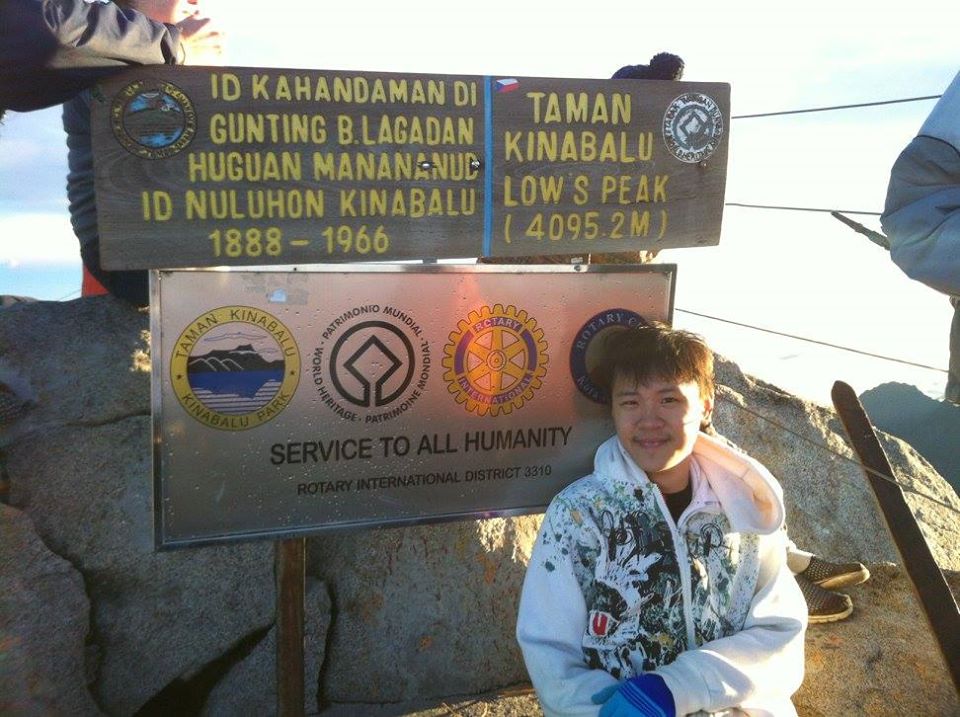 ID KAHANDAMAN DI
GUNTING B.LAGADAN
HUGUAN MANANANUD
ID NULUHON KINABALU
1888 – 1966
TAMAN
KINABALU
LOW'S PEAK
( 4095.2M )
TAMAN KINABALU
KINABALU PARK
PATRIMONIO MUNDIAL
WORLD HERITAGE
PATRIMOINE MONDIAL
ROTARY
INTERNATIONAL
ROTARY
SERVICE TO ALL HUMANITY
ROTARY INTERNATIONAL DISTRICT 3310